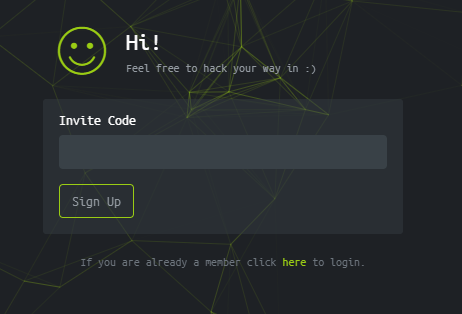 Hi!
Feel free to hack your way in :)
Invite Code
Sign Up
If you are already a member click here to login.